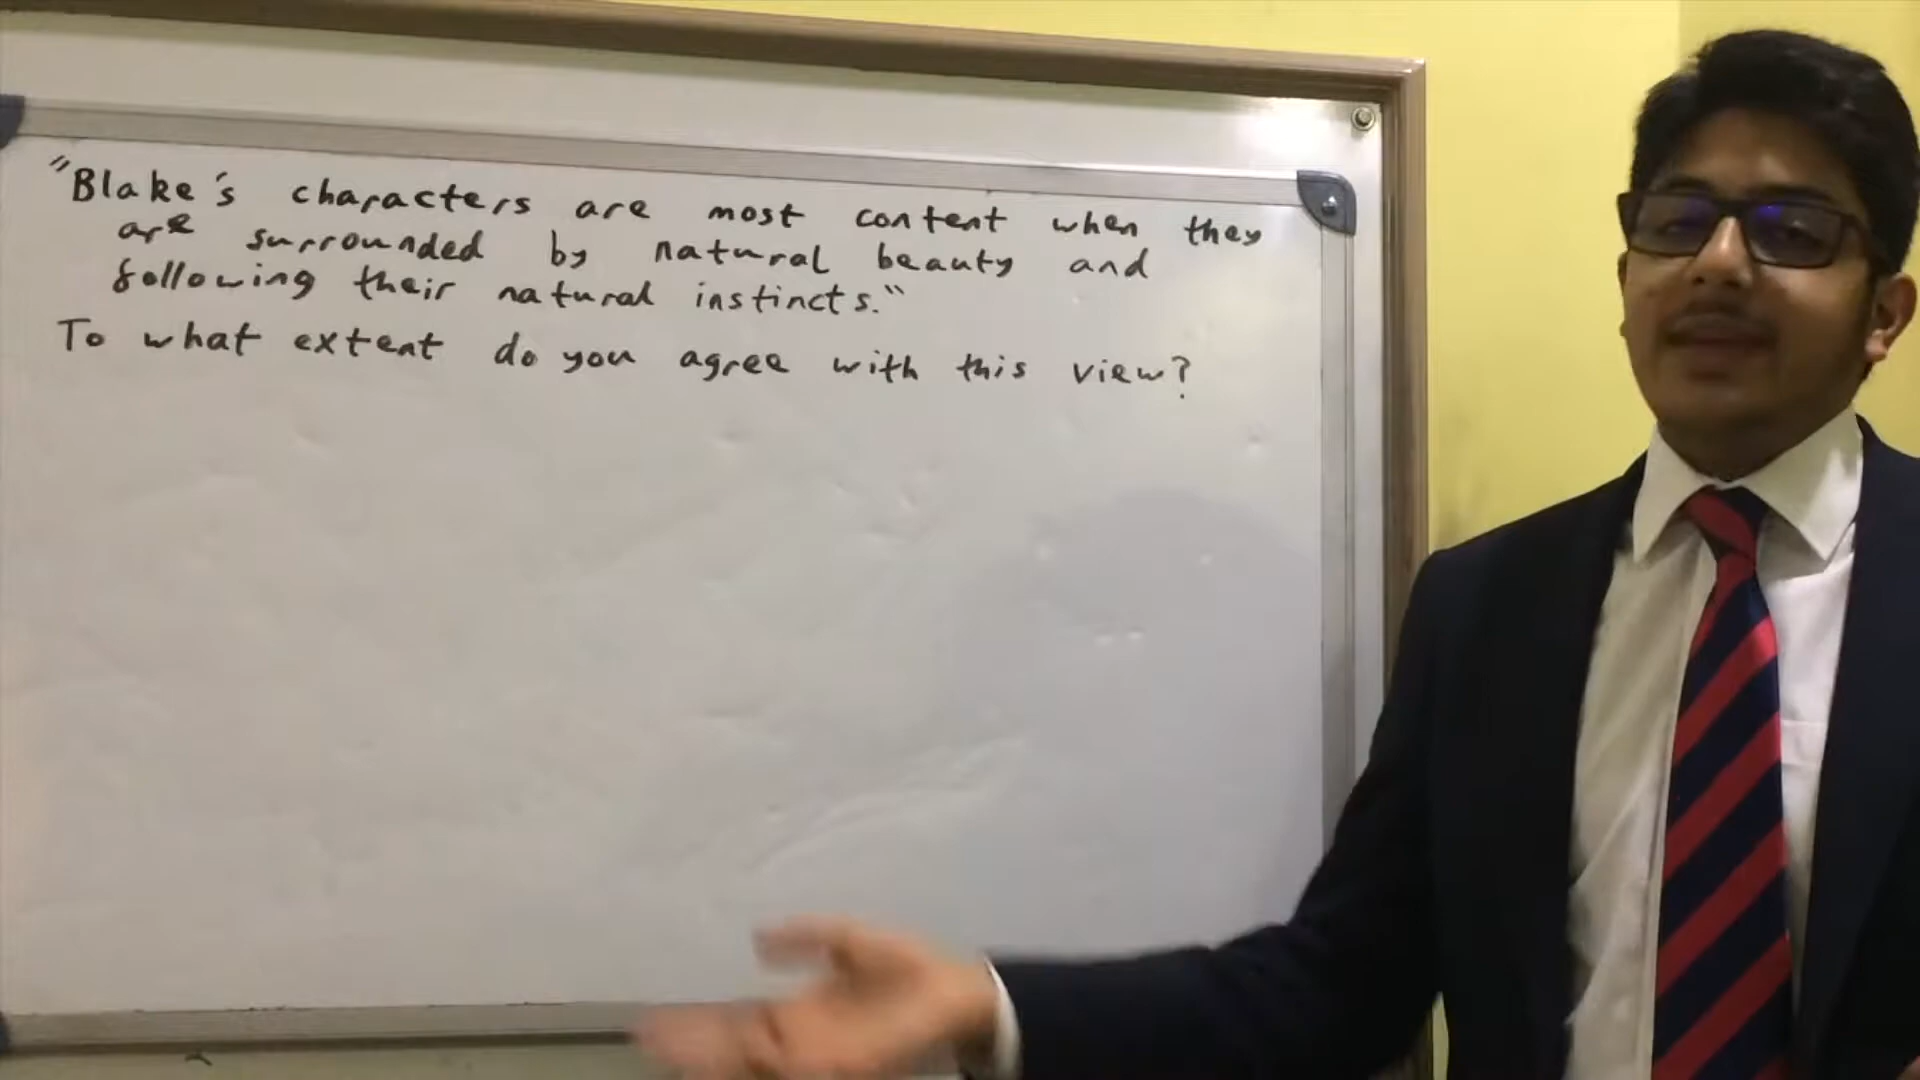 "Blake's characters are most content when they
are surrounded by natural beauty and
following their natural instincts."
To what extent do you agree with this view?